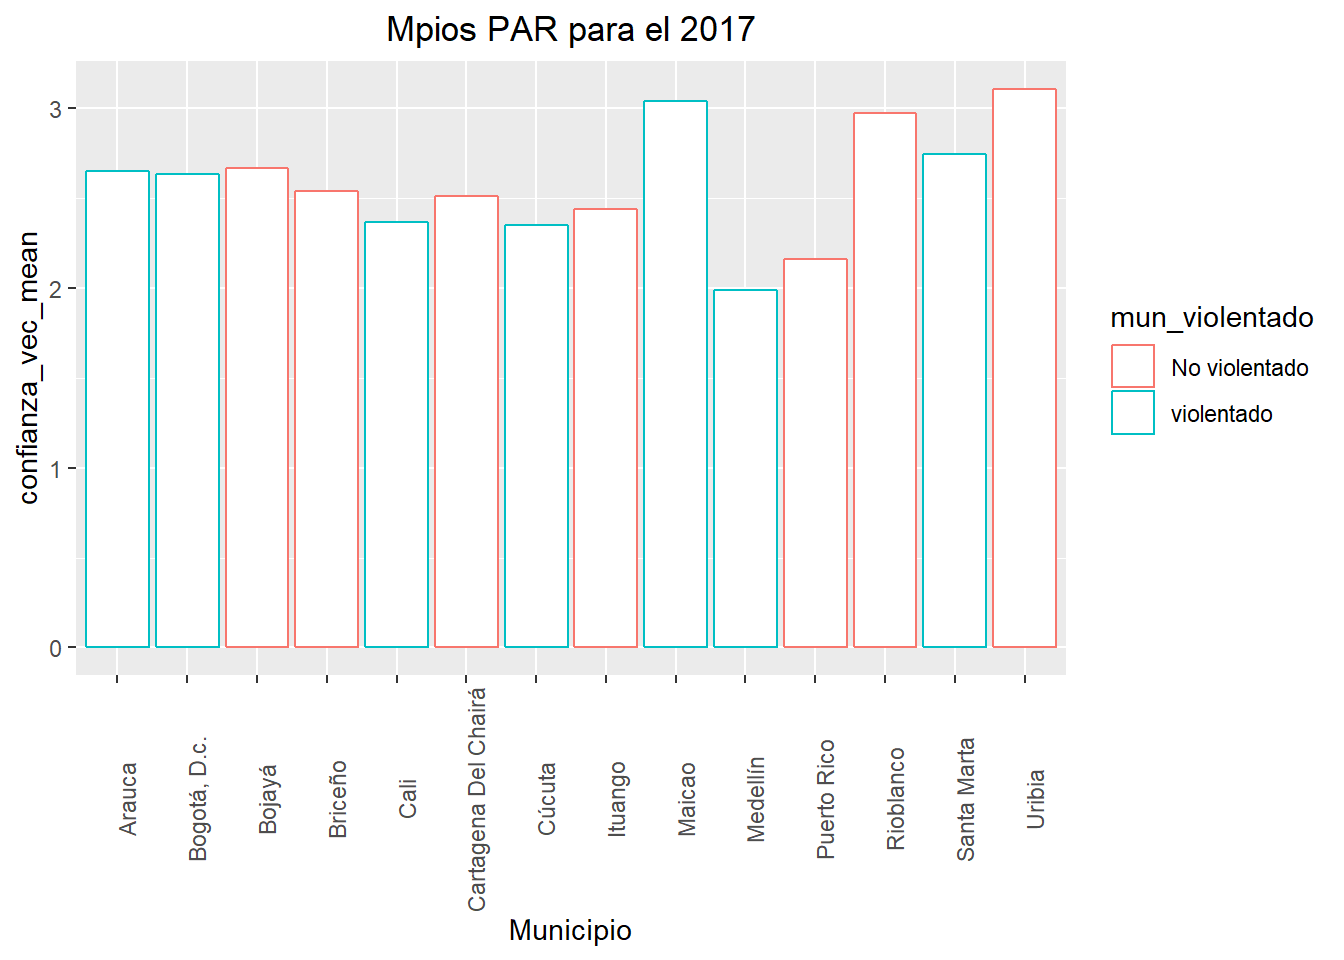 Mpios PAR para el 2017
confianza_vec_mean
3
2
1
0
Arauca
Bogotá, D.c.
Bojayá
Briceño
Cali
Cartagena Del Chairá
Cúcuta
Ituango
Maicao
Medellín
Puerto Rico
Rioblanco
Santa Marta
Uribia
Municipio
mun_violentado
No violentado
violentado